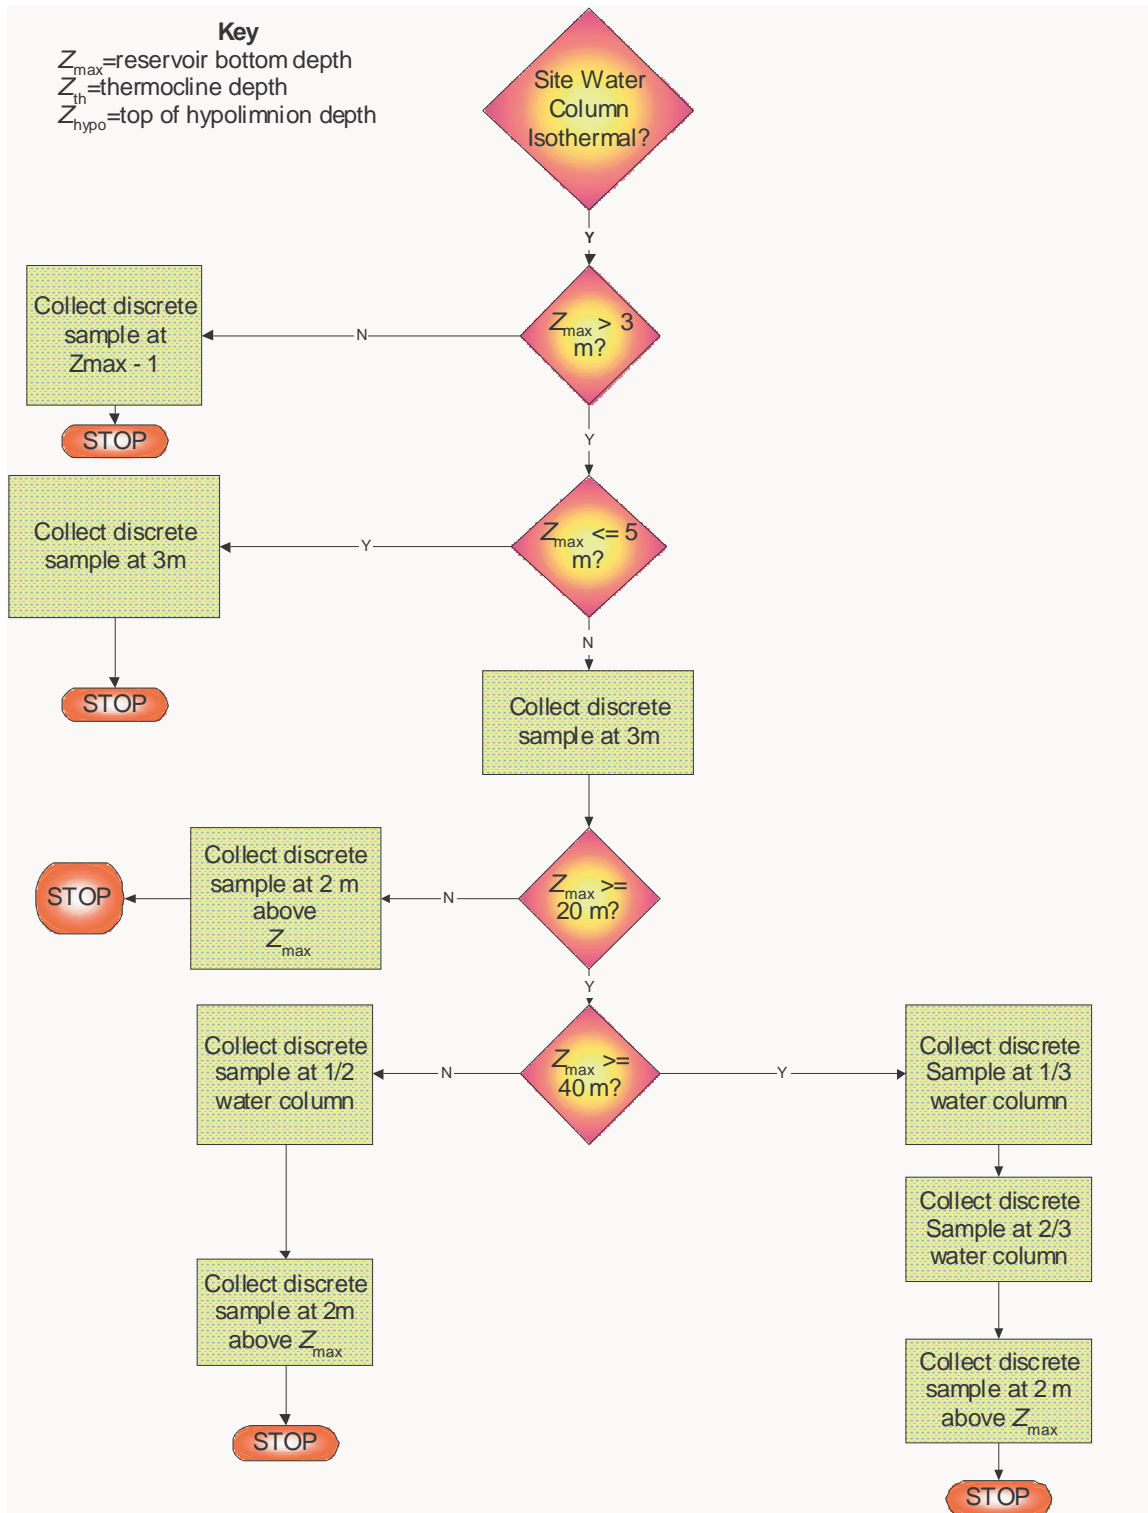 Key
Zmax=reservoir bottom depth
Zth=thermocline depth
Zhypo=top of hypolimnion depth
Site Water
Column
Isothermal?
Y
Zmax > 3
m?
N
Collect discrete
sample at
Zmax - 1
STOP
Y
Zmax <= 5
m?
Y
Collect discrete
sample at 3m
STOP
N
Collect discrete
sample at 3m
Zmax >=
20 m?
N
Collect discrete
sample at 2 m
above
Zmax
STOP
Y
Zmax >=
40 m?
N
Collect discrete
sample at 1/2
water column
Collect discrete
sample at 2m
above Zmax
STOP
Y
Collect discrete
Sample at 1/3
water column
Collect discrete
Sample at 2/3
water column
Collect discrete
sample at 2 m
above Zmax
STOP